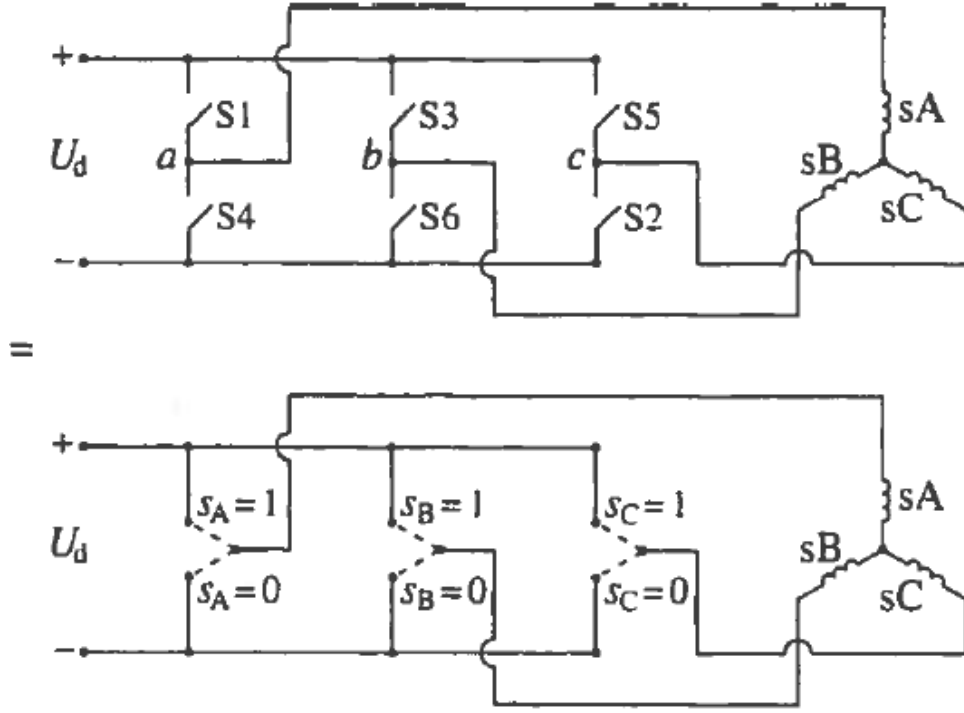 +
S1 S3 S5 sA
U_d a b c sB
sC
S4 S6 S2
−
=
+
s_A=1 s_B=1 s_C=1 sA
U_d sB
s_A=0 s_B=0 s_C=0 sC
−